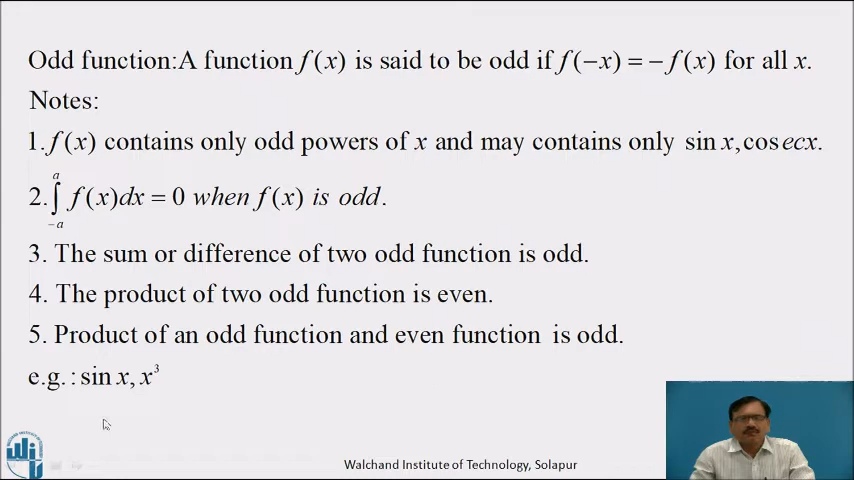 Odd function:A function f(x) is said to be odd if f(−x) = − f(x) for all x.
Notes:
1. f(x) contains only odd powers of x and may contains only sin x, cos ecx.
2. ∫_{−a}^{a} f(x)dx = 0 when f(x) is odd.
3. The sum or difference of two odd function is odd.
4. The product of two odd function is even.
5. Product of an odd function and even function is odd.
e.g.: sin x, x³
Walchand Institute of Technology, Solapur